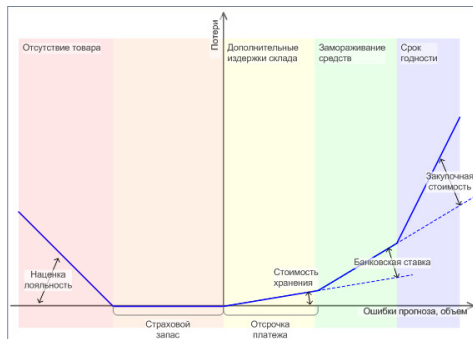 Отсутствие товара
Потери
Дополнительные
издержки склада
Замораживание
средств
Срок
годности
Закупочная
стоимость
Наценка
лояльность
Стоимость
хранения
Банковская ставка
Ошибки прогноза, объем
Страховой
запас
Отсрочка
платежа